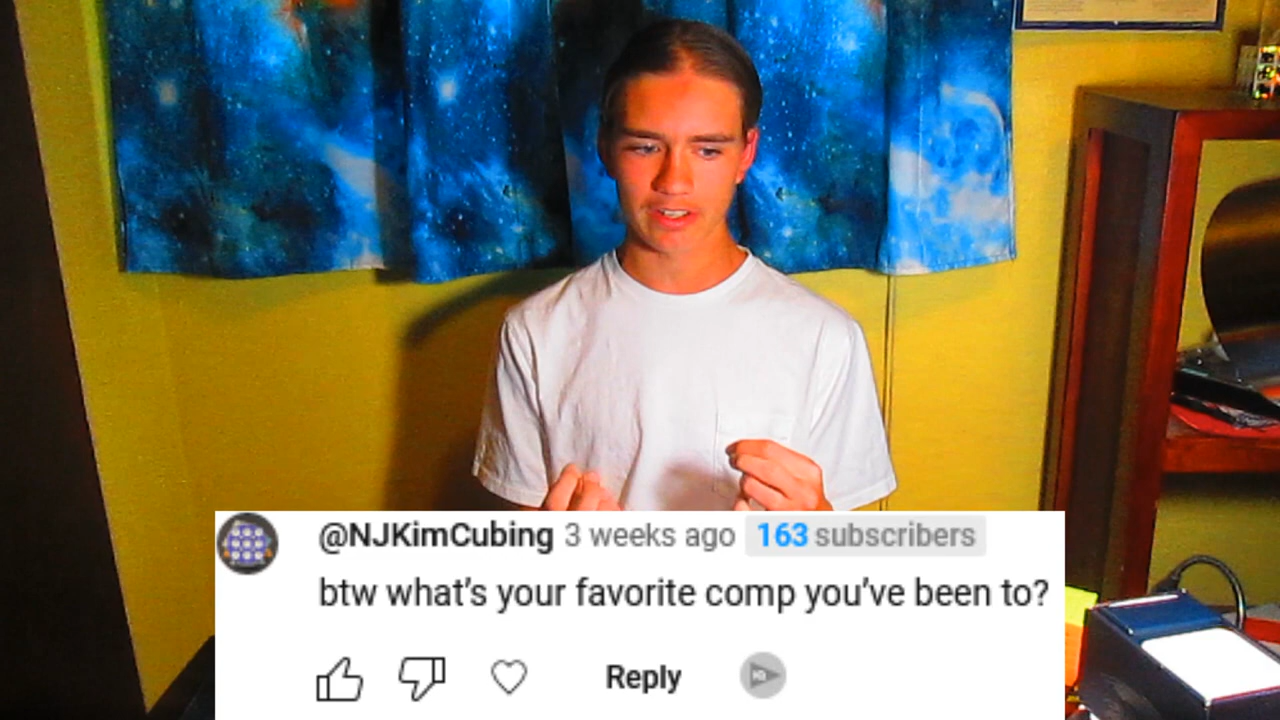 @NJKimCubing 3 weeks ago 163 subscribers
btw what's your favorite comp you've been to?
Reply